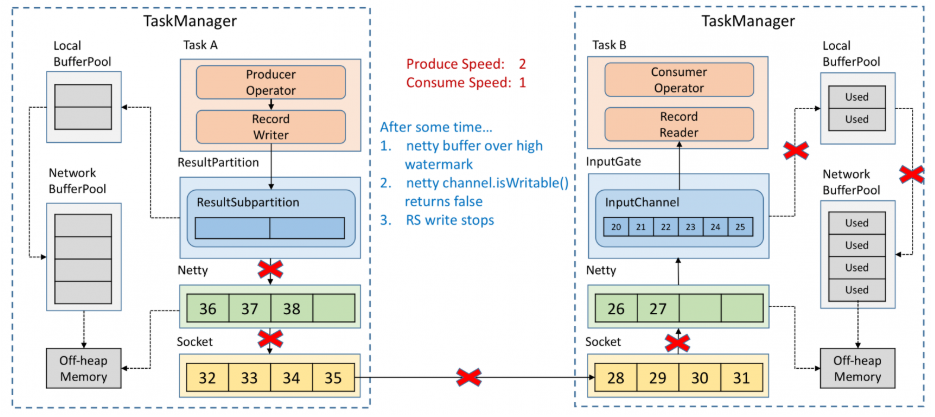 TaskManager
Local
BufferPool
Task A
Producer
Operator
Record
Writer
ResultPartition
ResultSubpartition
Network
BufferPool
Netty
36 37 38
Socket
32 33 34 35
Off-heap
Memory
Produce Speed: 2
Consume Speed: 1
After some time...
1. netty buffer over high
watermark
2. netty channel.isWritable()
returns false
3. RS write stops
TaskManager
Task B
Consumer
Operator
Record
Reader
InputGate
InputChannel
20 21 22 23 24 25
Netty
26 27
Socket
28 29 30 31
Local
BufferPool
Used
Used
Network
BufferPool
Used
Used
Used
Used
Off-heap
Memory